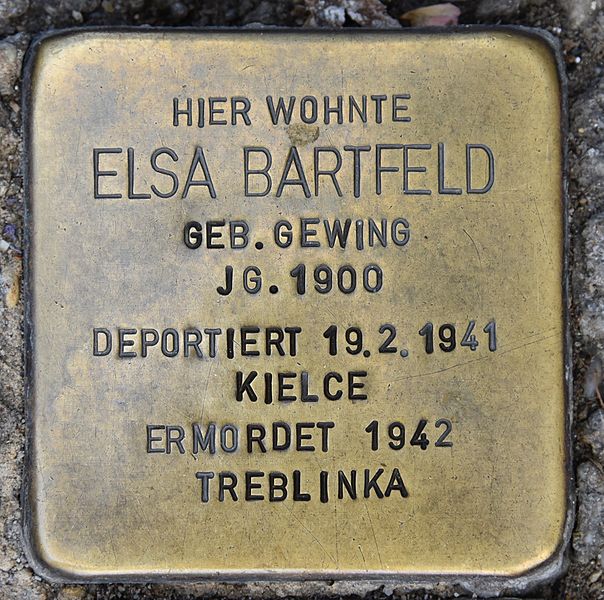 HIER WOHNTE
ELSA BARTFELD
GEB. GEWING
JG. 1900
DEPORTIERT 19.2.1941
KIELCE
ERMORDET 1942
TREBLINKA